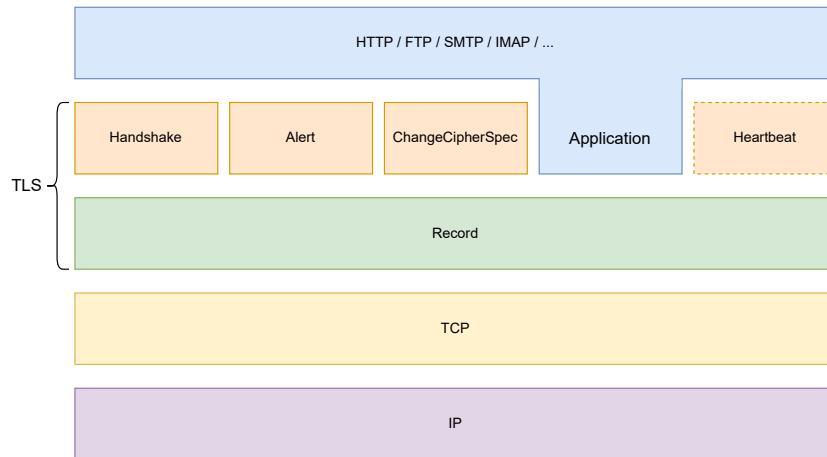 HTTP / FTP / SMTP / IMAP / ...
Handshake
Alert
ChangeCipherSpec
Application
Heartbeat
TLS
Record
TCP
IP